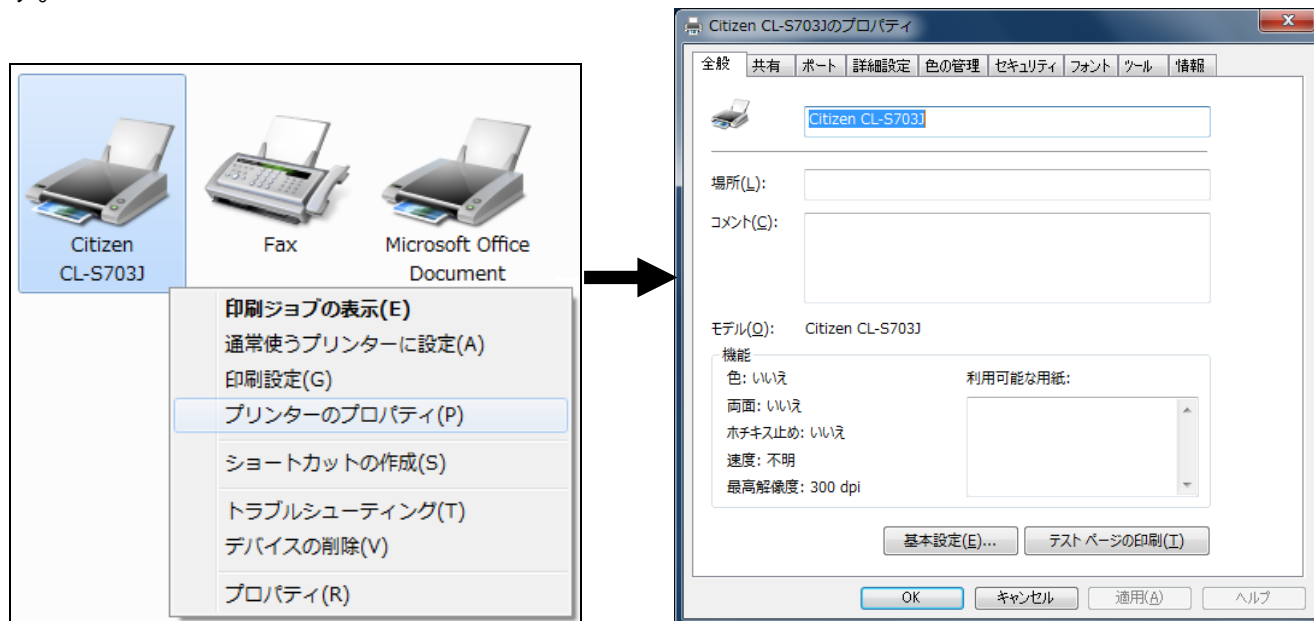 す。
Citizen
CL-S703J
Fax
Microsoft Office
Document
印刷ジョブの表示(E)
通常使うプリンターに設定(A)
印刷設定(G)
プリンターのプロパティ(P)
ショートカットの作成(S)
トラブルシューティング(T)
デバイスの削除(V)
プロパティ(R)
Citizen CL-S703Jのプロパティ
全般 共有 ポート 詳細設定 色の管理 セキュリティ フォント ツール 情報
Citizen CL-S703J
場所(L):
コメント(C):
モデル(O): Citizen CL-S703J
機能
色: いいえ 利用可能な用紙:
両面: いいえ
ホチキス止め: いいえ
速度: 不明
最高解像度: 300 dpi
基本設定(E)... テスト ページの印刷(T)
OK キャンセル 適用(A) ヘルプ